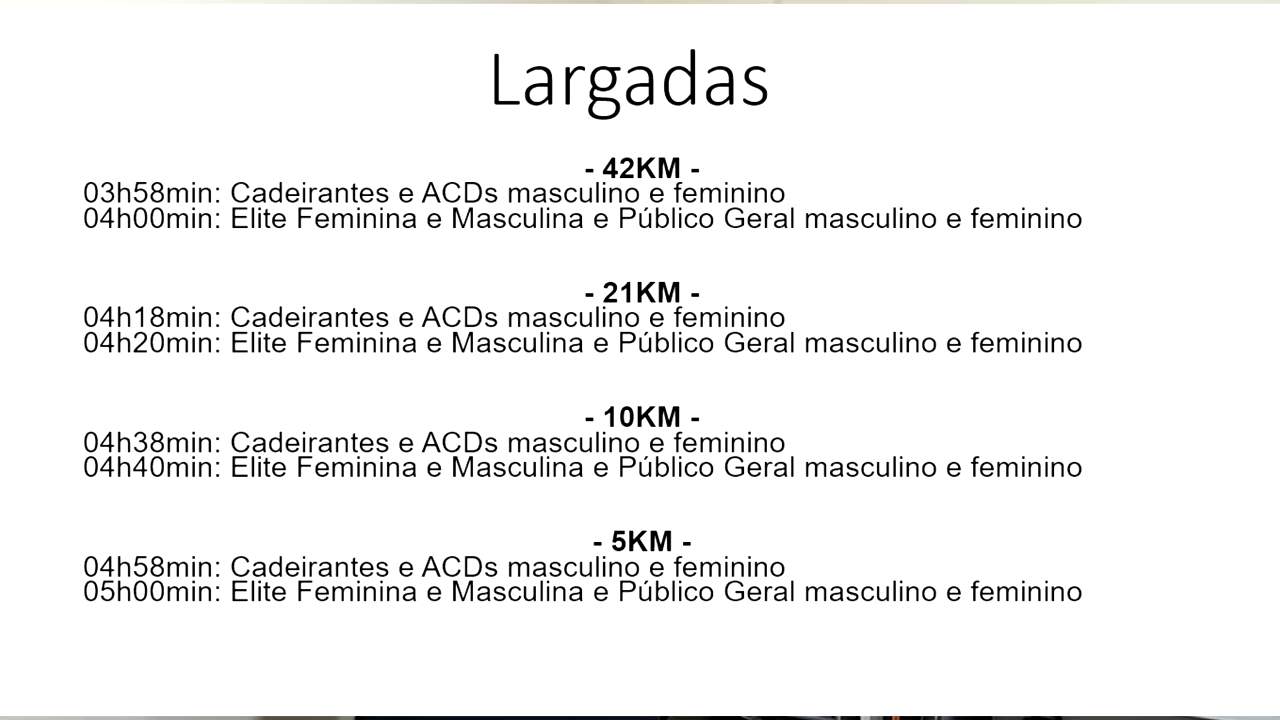 Largadas
- 42KM -
03h58min: Cadeirantes e ACDs masculino e feminino
04h00min: Elite Feminina e Masculina e Público Geral masculino e feminino
- 21KM -
04h18min: Cadeirantes e ACDs masculino e feminino
04h20min: Elite Feminina e Masculina e Público Geral masculino e feminino
- 10KM -
04h38min: Cadeirantes e ACDs masculino e feminino
04h40min: Elite Feminina e Masculina e Público Geral masculino e feminino
- 5KM -
04h58min: Cadeirantes e ACDs masculino e feminino
05h00min: Elite Feminina e Masculina e Público Geral masculino e feminino